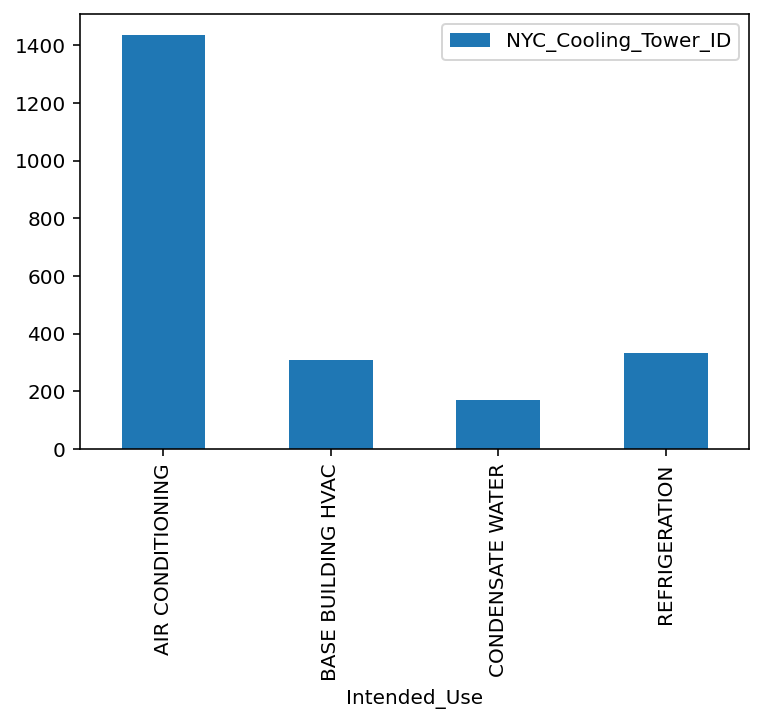 1400
1200
1000
800
600
400
200
0
NYC_Cooling_Tower_ID
AIR CONDITIONING
BASE BUILDING HVAC
CONDENSATE WATER
REFRIGERATION
Intended_Use